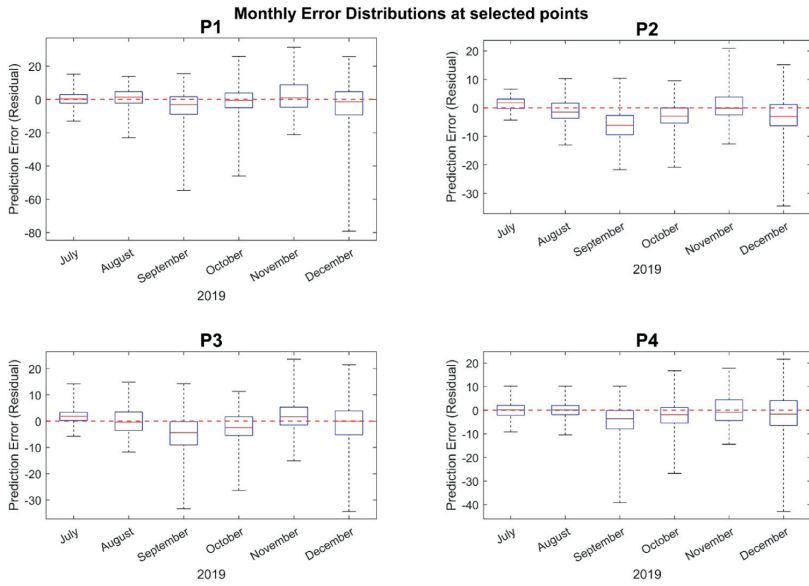 Monthly Error Distributions at selected points
P1
Prediction Error (Residual)
20
0
-20
-40
-60
-80
July
August
September
October
November
December
2019
P2
Prediction Error (Residual)
20
10
0
-10
-20
-30
July
August
September
October
November
December
2019
P3
Prediction Error (Residual)
20
10
0
-10
-20
-30
July
August
September
October
November
December
2019
P4
Prediction Error (Residual)
20
10
0
-10
-20
-30
-40
July
August
September
October
November
December
2019